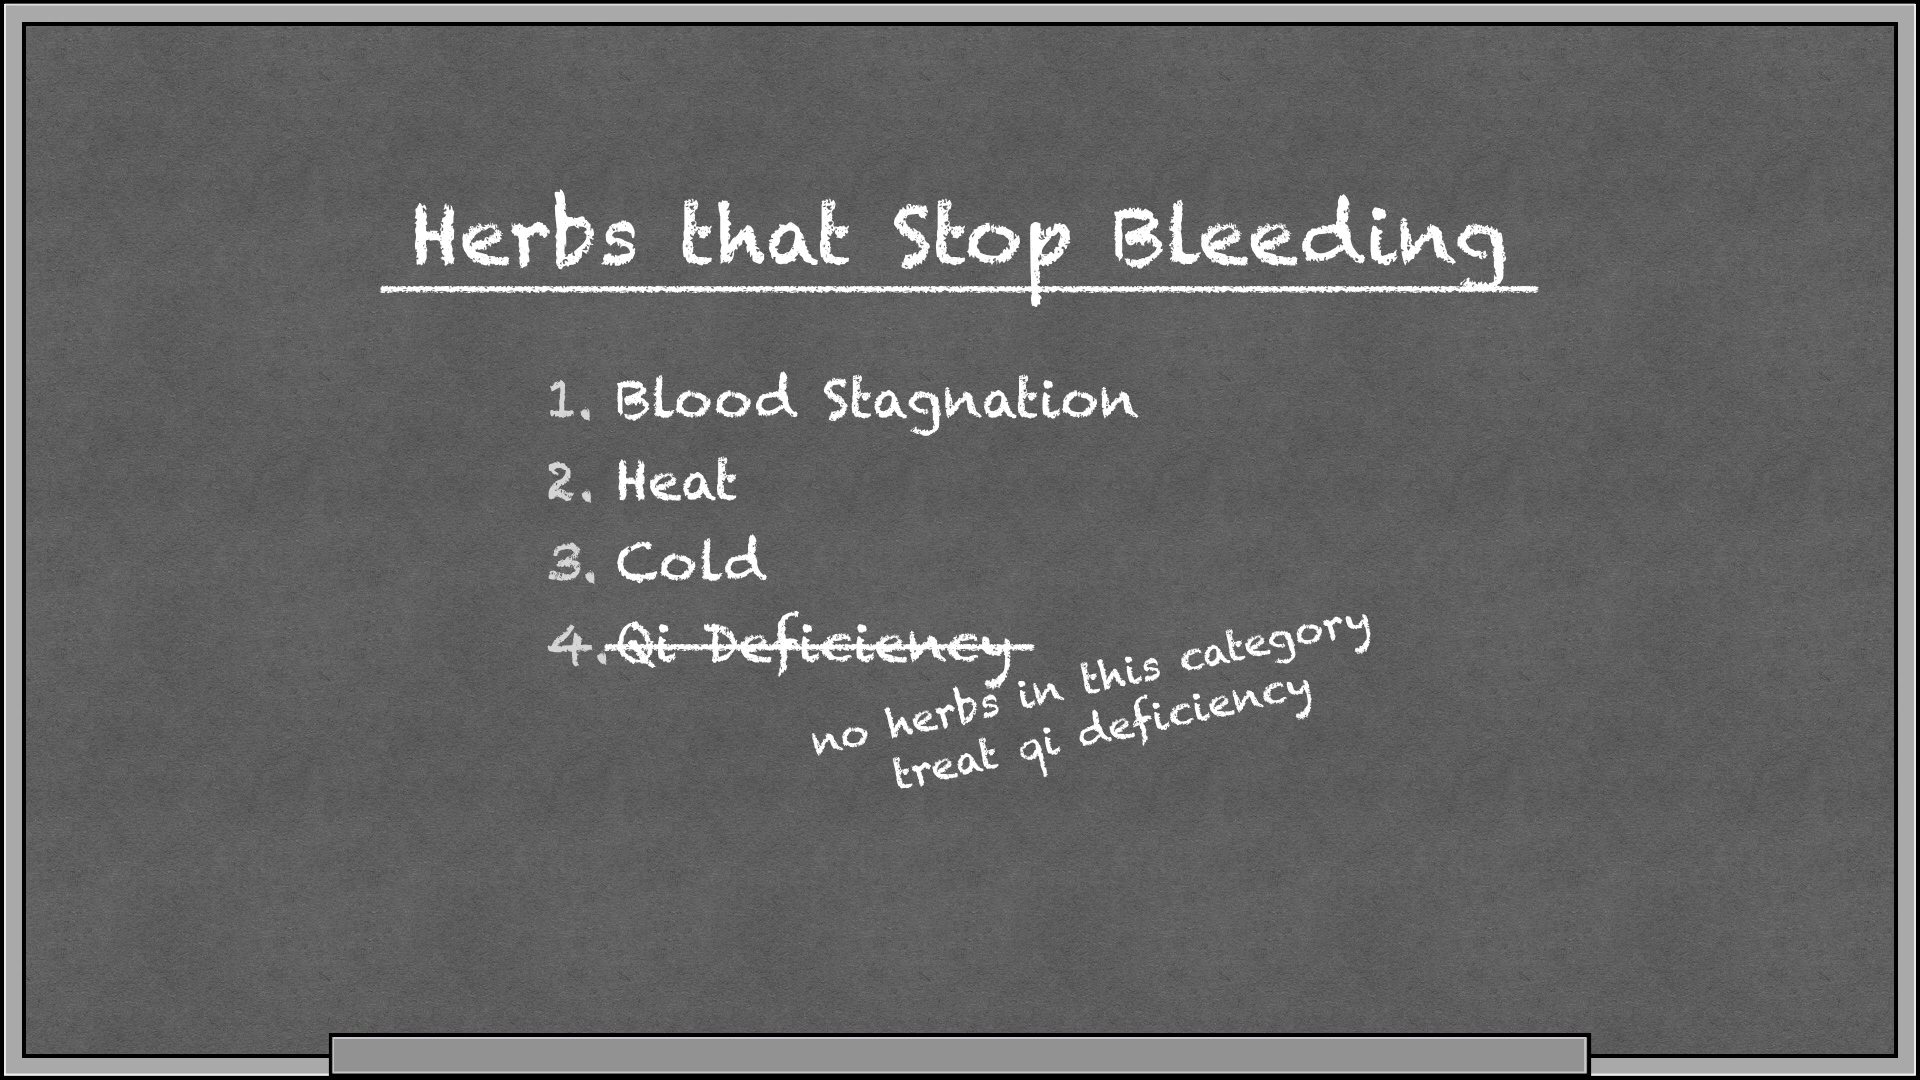 Herbs that Stop Bleeding
1. Blood Stagnation
2. Heat
3. Cold
4. Qi Deficiency
no herbs in this category
treat qi deficiency